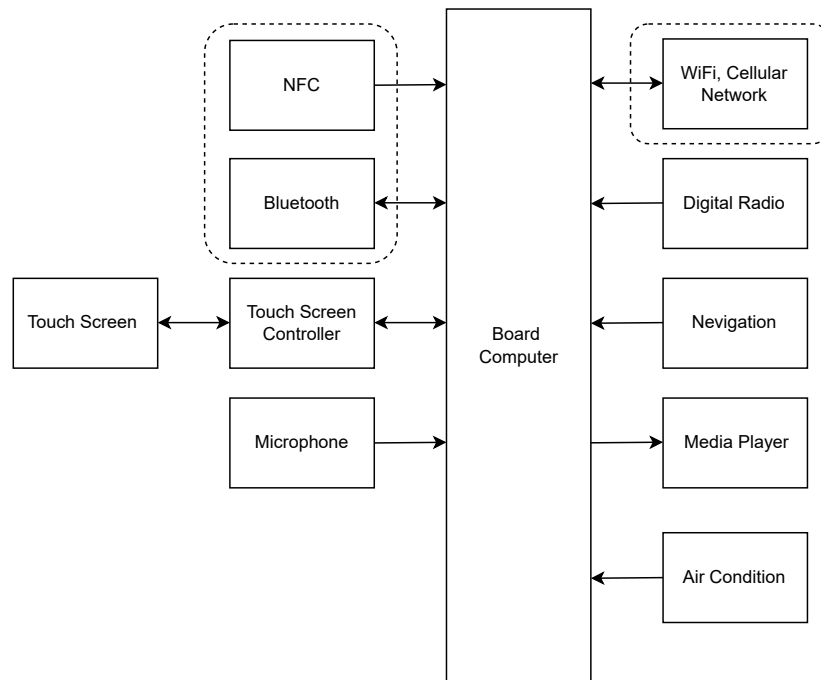 NFC
WiFi, Cellular
Network
Bluetooth
Digital Radio
Touch Screen
Touch Screen
Controller
Board
Computer
Nevigation
Microphone
Media Player
Air Condition